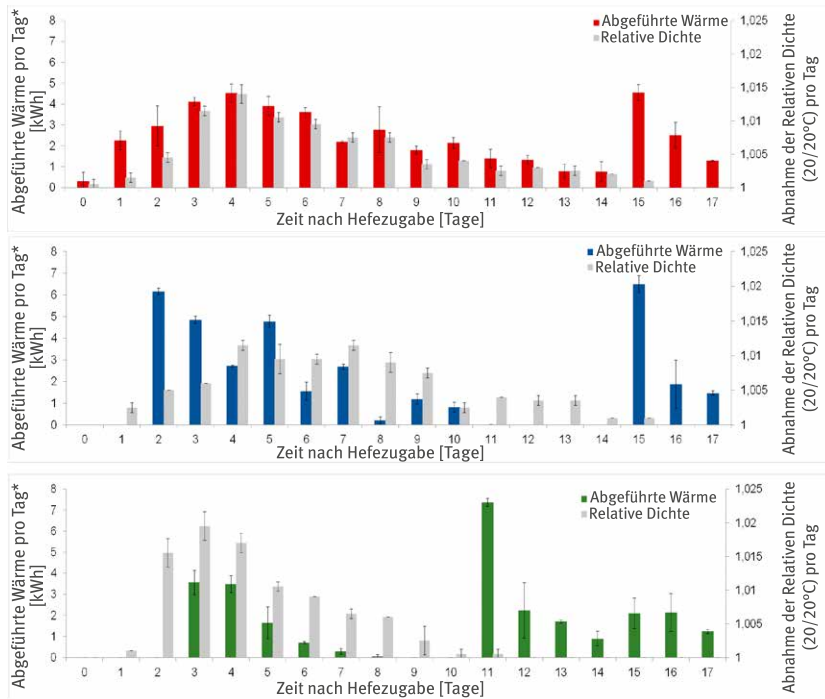 Abgeführte Wärme pro Tag*
[kWh]
8
7
6
5
4
3
2
1
0
Abgeführte Wärme
Relative Dichte
1,025
1,02
1,015
1,01
1,005
1
Abnahme der Relativen Dichte
(20/20°C) pro Tag
0 1 2 3 4 5 6 7 8 9 10 11 12 13 14 15 16 17
Zeit nach Hefezugabe [Tage]
Abgeführte Wärme pro Tag*
[kWh]
8
7
6
5
4
3
2
1
0
Abgeführte Wärme
Relative Dichte
1,025
1,02
1,015
1,01
1,005
1
Abnahme der Relativen Dichte
(20/20°C) pro Tag
0 1 2 3 4 5 6 7 8 9 10 11 12 13 14 15 16 17
Zeit nach Hefezugabe [Tage]
Abgeführte Wärme pro Tag*
[kWh]
8
7
6
5
4
3
2
1
0
Abgeführte Wärme
Relative Dichte
1,025
1,02
1,015
1,01
1,005
1
Abnahme der Relativen Dichte
(20/20°C) pro Tag
0 1 2 3 4 5 6 7 8 9 10 11 12 13 14 15 16 17
Zeit nach Hefezugabe [Tage]